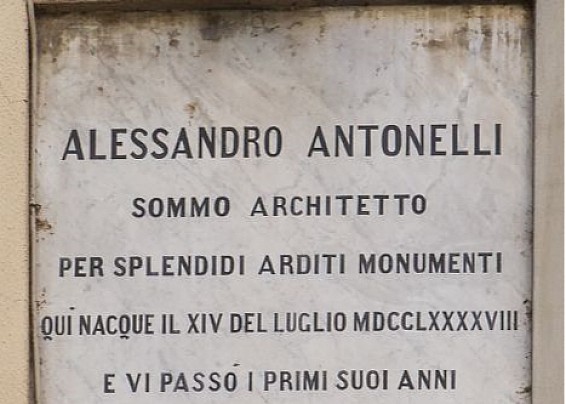 ALESSANDRO ANTONELLI
SOMMO ARCHITETTO
PER SPLENDIDI ARDITI MONUMENTI
QUI NACQUE IL XIV DEL LUGLIO MDCCLXXXXVIII
E VI PASSÒ I PRIMI SUOI ANNI